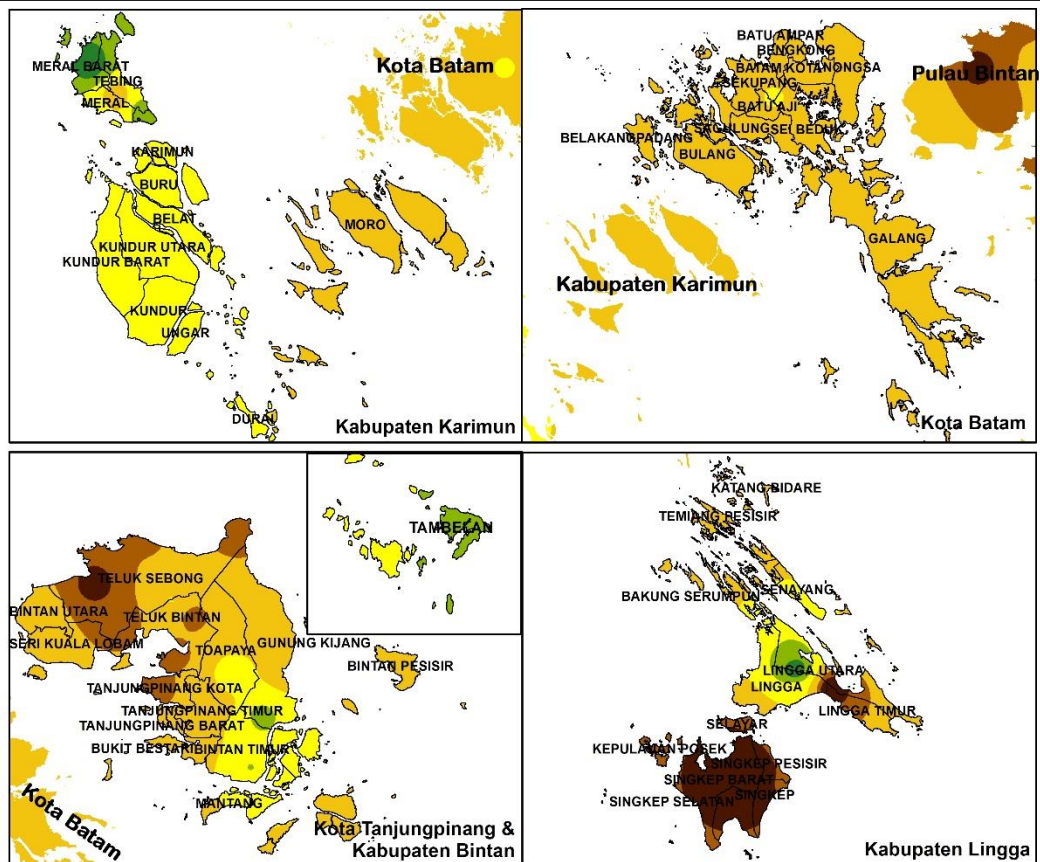 MERAL BARAT
TEBING
MERAL
KARIMUN
BURU
BELAT
KUNDUR UTARA
KUNDUR BARAT
KUNDUR
UNGAR
DURAI
MORO
Kota Batam
Kabupaten Karimun
BATU AMPAR
BENGKONG
BATAM KOTA
NONGSA
SEKUPANG
BATU AJI
SAGULUNG
SEI BEDUK
BELAKANGPADANG
BULANG
GALANG
Pulau Bintan
Kabupaten Karimun
Kota Batam
TAMBELAN
TELUK SEBONG
BINTAN UTARA
TELUK BINTAN
SERI KUALA LOBAM
TOAPAYA
GUNUNG KIJANG
BINTAN PESISIR
TANJUNGPINANG KOTA
TANJUNGPINANG TIMUR
TANJUNGPINANG BARAT
BUKIT BESTARI
BINTAN TIMUR
MANTANG
Kota Batam
Kota Tanjungpinang &
Kabupaten Bintan
KATANG BIDARE
TEMIANG PESISIR
BAKUNG SERUMPUN
SENAYANG
LINGGA UTARA
LINGGA
LINGGA TIMUR
SELAYAR
KEPULAUAN POSEK
SINGKEP PESISIR
SINGKEP BARAT
SINGKEP
SINGKEP SELATAN
Kabupaten Lingga